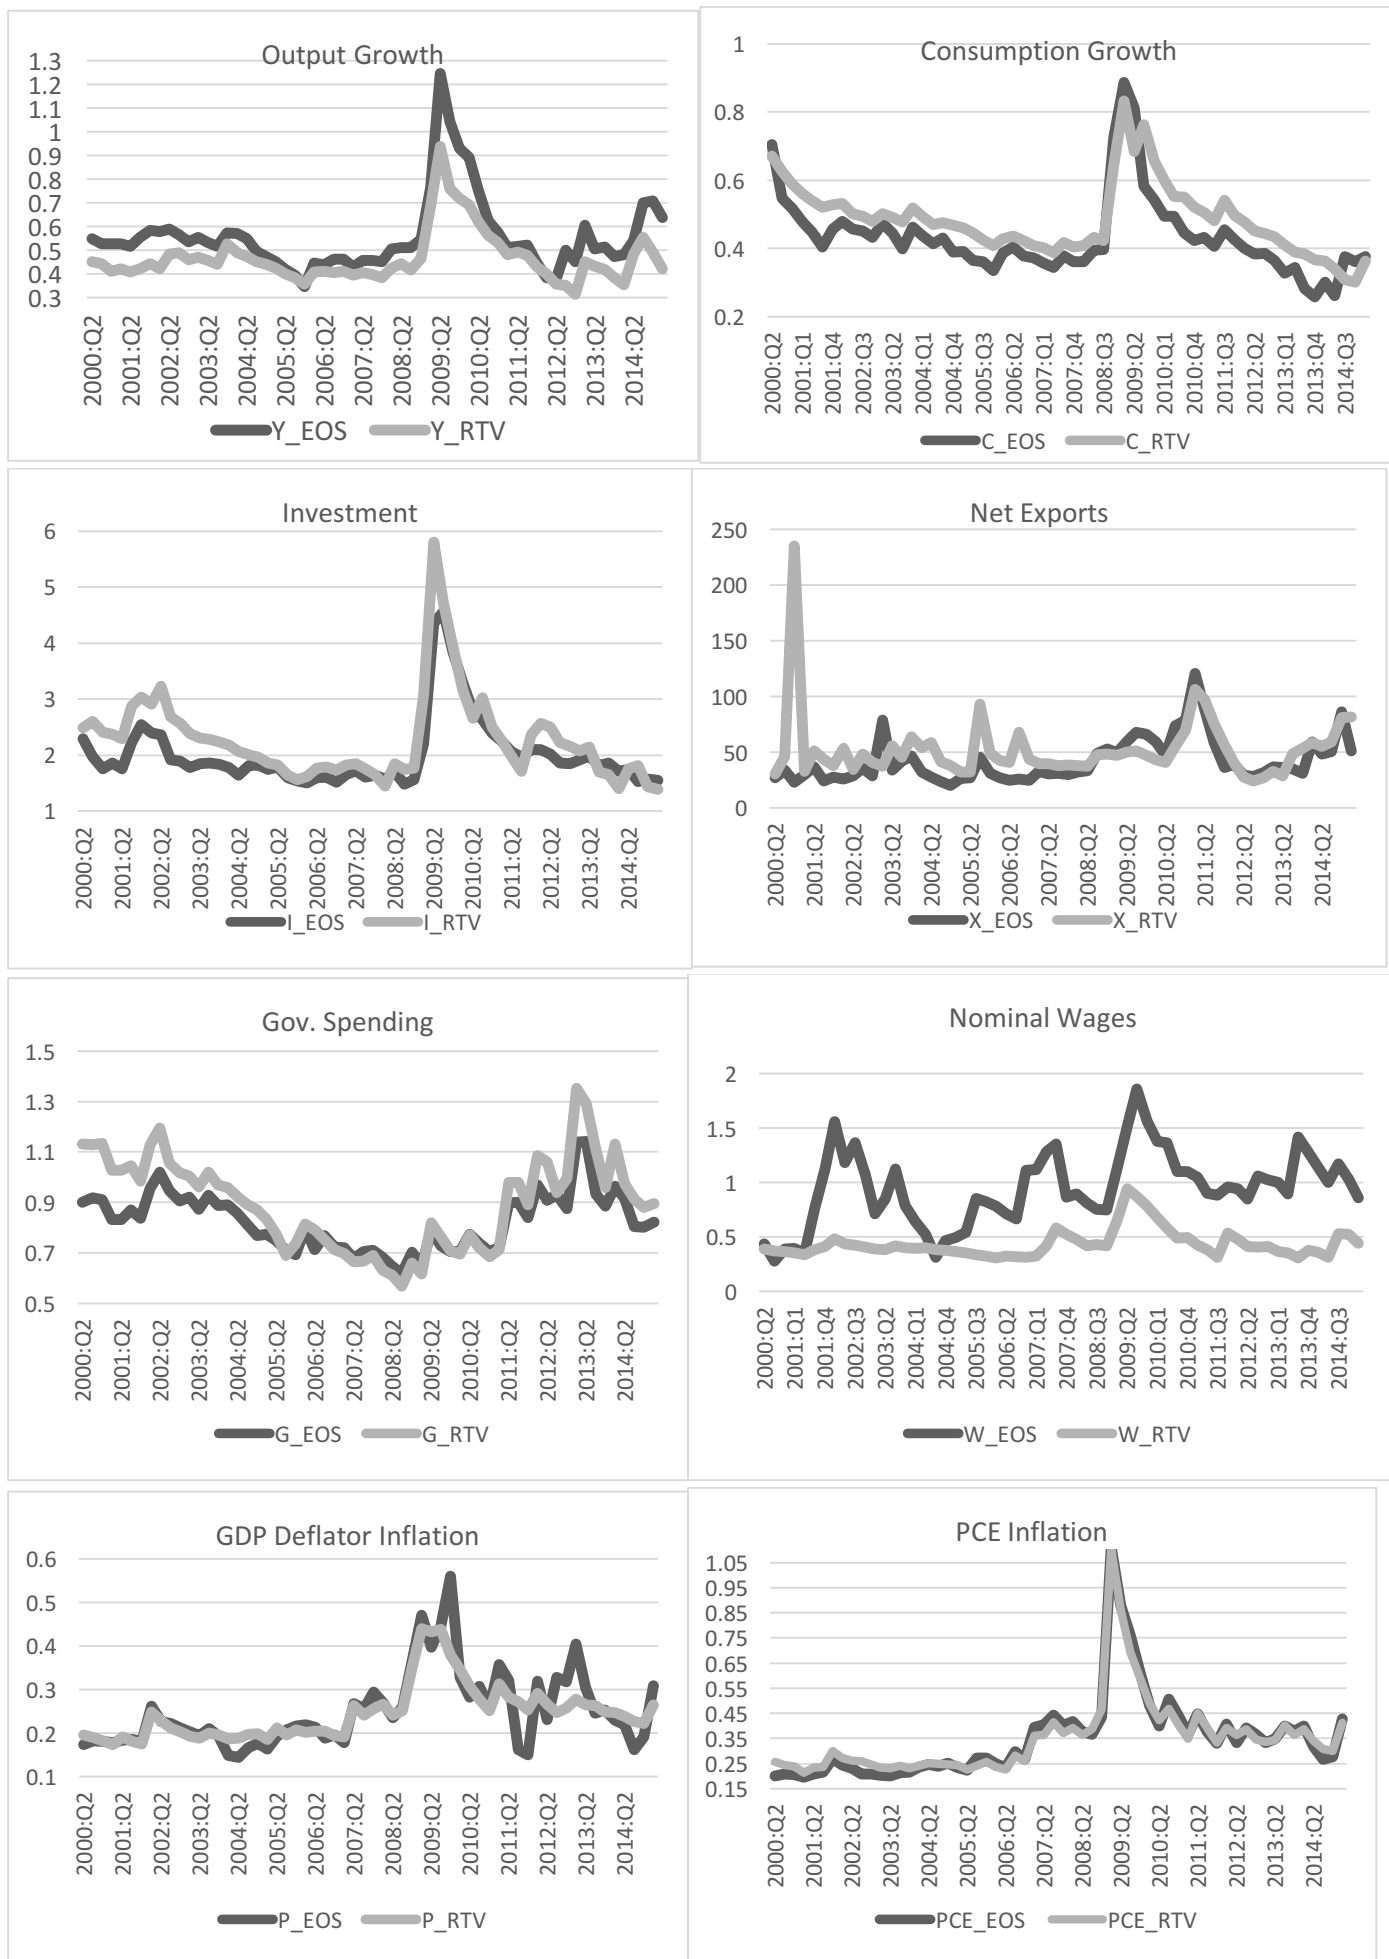 Output Growth
1.3
1.2
1.1
1
0.9
0.8
0.7
0.6
0.5
0.4
0.3
2000:Q2 2001:Q2 2002:Q2 2003:Q2 2004:Q2 2005:Q2 2006:Q2 2007:Q2 2008:Q2 2009:Q2 2010:Q2 2011:Q2 2012:Q2 2013:Q2 2014:Q2
Y_EOS Y_RTV
Consumption Growth
1
0.8
0.6
0.4
0.2
2000:Q2 2001:Q1 2001:Q4 2002:Q3 2003:Q2 2004:Q1 2004:Q4 2005:Q3 2006:Q2 2007:Q1 2007:Q4 2008:Q3 2009:Q2 2010:Q1 2010:Q4 2011:Q3 2012:Q2 2013:Q1 2013:Q4 2014:Q3
C_EOS C_RTV
Investment
6
5
4
3
2
1
2000:Q2 2001:Q2 2002:Q2 2003:Q2 2004:Q2 2005:Q2 2006:Q2 2007:Q2 2008:Q2 2009:Q2 2010:Q2 2011:Q2 2012:Q2 2013:Q2 2014:Q2
I_EOS I_RTV
Net Exports
250
200
150
100
50
0
2000:Q2 2001:Q2 2002:Q2 2003:Q2 2004:Q2 2005:Q2 2006:Q2 2007:Q2 2008:Q2 2009:Q2 2010:Q2 2011:Q2 2012:Q2 2013:Q2 2014:Q2
X_EOS X_RTV
Gov. Spending
1.5
1.3
1.1
0.9
0.7
0.5
2000:Q2 2001:Q2 2002:Q2 2003:Q2 2004:Q2 2005:Q2 2006:Q2 2007:Q2 2008:Q2 2009:Q2 2010:Q2 2011:Q2 2012:Q2 2013:Q2 2014:Q2
G_EOS G_RTV
Nominal Wages
2
1.5
1
0.5
0
2000:Q2 2001:Q1 2001:Q4 2002:Q3 2003:Q2 2004:Q1 2004:Q4 2005:Q3 2006:Q2 2007:Q1 2007:Q4 2008:Q3 2009:Q2 2010:Q1 2010:Q4 2011:Q3 2012:Q2 2013:Q1 2013:Q4 2014:Q3
W_EOS W_RTV
GDP Deflator Inflation
0.6
0.5
0.4
0.3
0.2
0.1
2000:Q2 2001:Q2 2002:Q2 2003:Q2 2004:Q2 2005:Q2 2006:Q2 2007:Q2 2008:Q2 2009:Q2 2010:Q2 2011:Q2 2012:Q2 2013:Q2 2014:Q2
P_EOS P_RTV
PCE Inflation
1.05
0.95
0.85
0.75
0.65
0.55
0.45
0.35
0.25
0.15
2000:Q2 2001:Q2 2002:Q2 2003:Q2 2004:Q2 2005:Q2 2006:Q2 2007:Q2 2008:Q2 2009:Q2 2010:Q2 2011:Q2 2012:Q2 2013:Q2 2014:Q2
PCE_EOS PCE_RTV